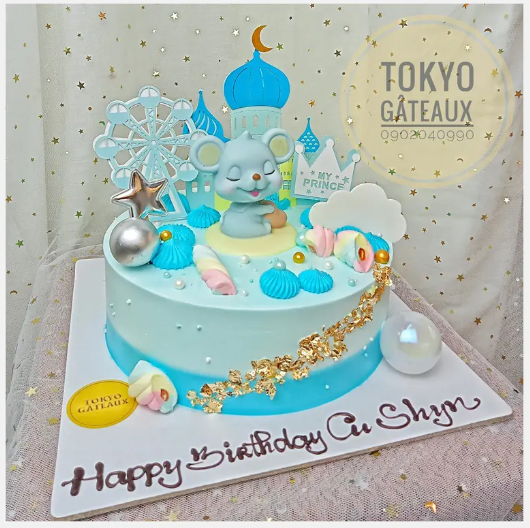 TOKYO
GÂTEAUX
0902040990
MY
PRINCE
TOKYO
GÂTEAUX
Happy Birthday Cu Shyn